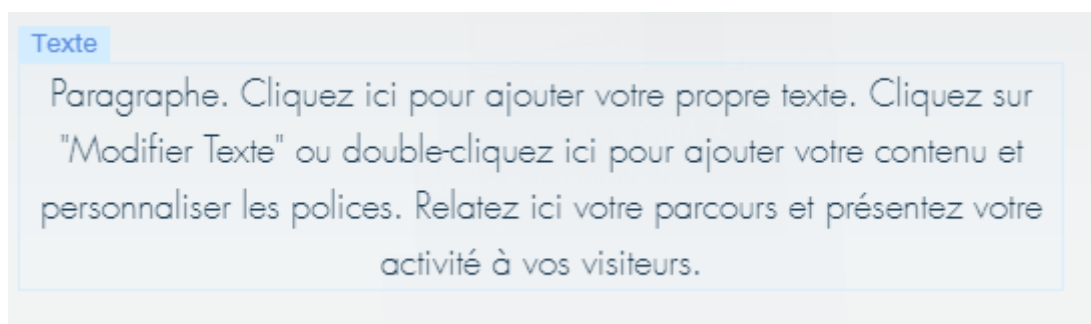 Texte
Paragraphe. Cliquez ici pour ajouter votre propre texte. Cliquez sur
"Modifier Texte" ou double-cliquez ici pour ajouter votre contenu et
personnaliser les polices. Relatez ici votre parcours et présentez votre
activité à vos visiteurs.